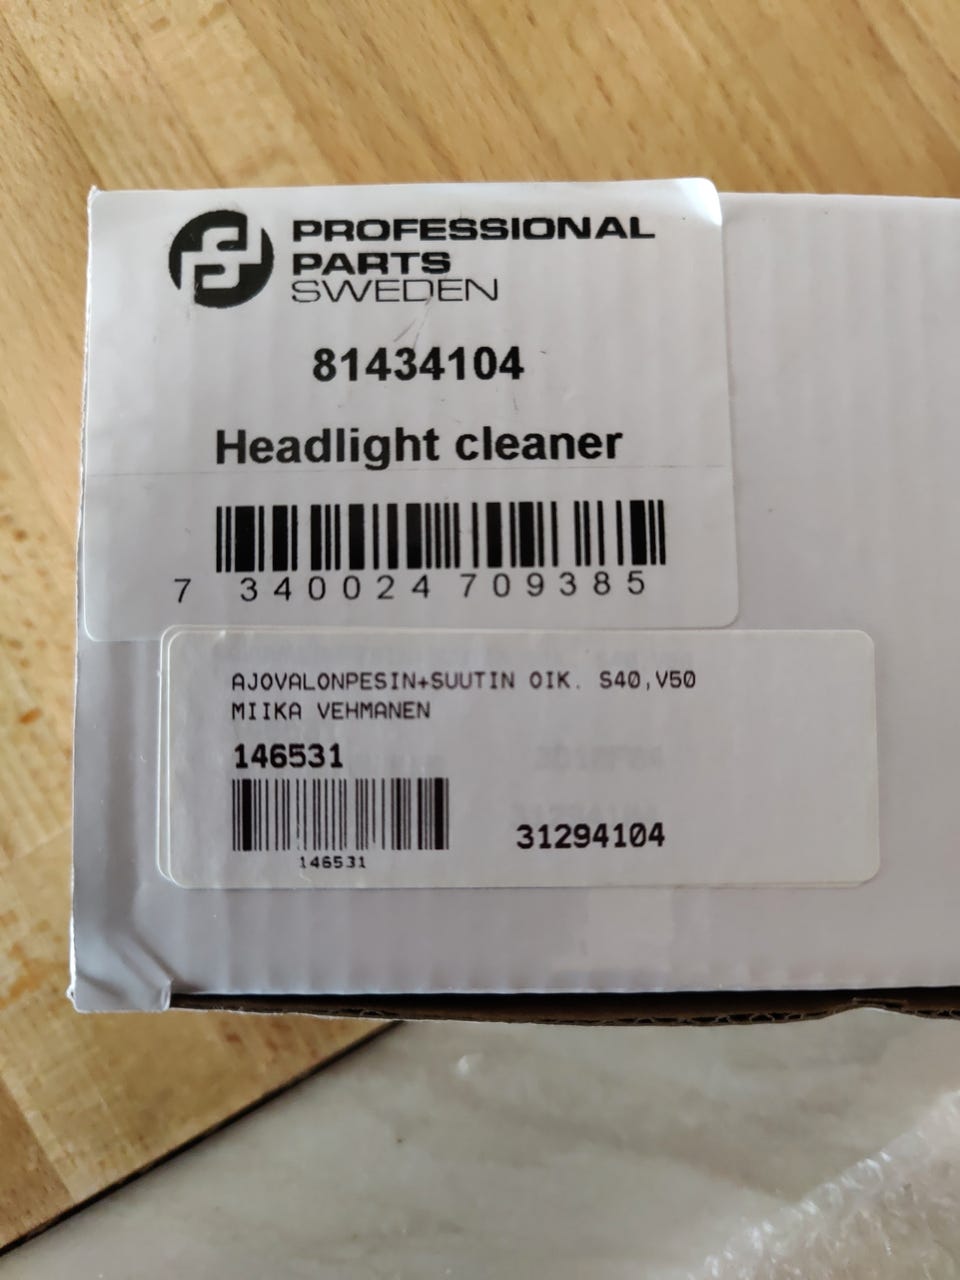 PROFESSIONAL
PARTS
SWEDEN
81434104
Headlight cleaner
7 340024 709385
AJOVALONPESIN+SUUTIN OIK. S40,V50
MIIKA VEHMANEN
146531
146531
31294104